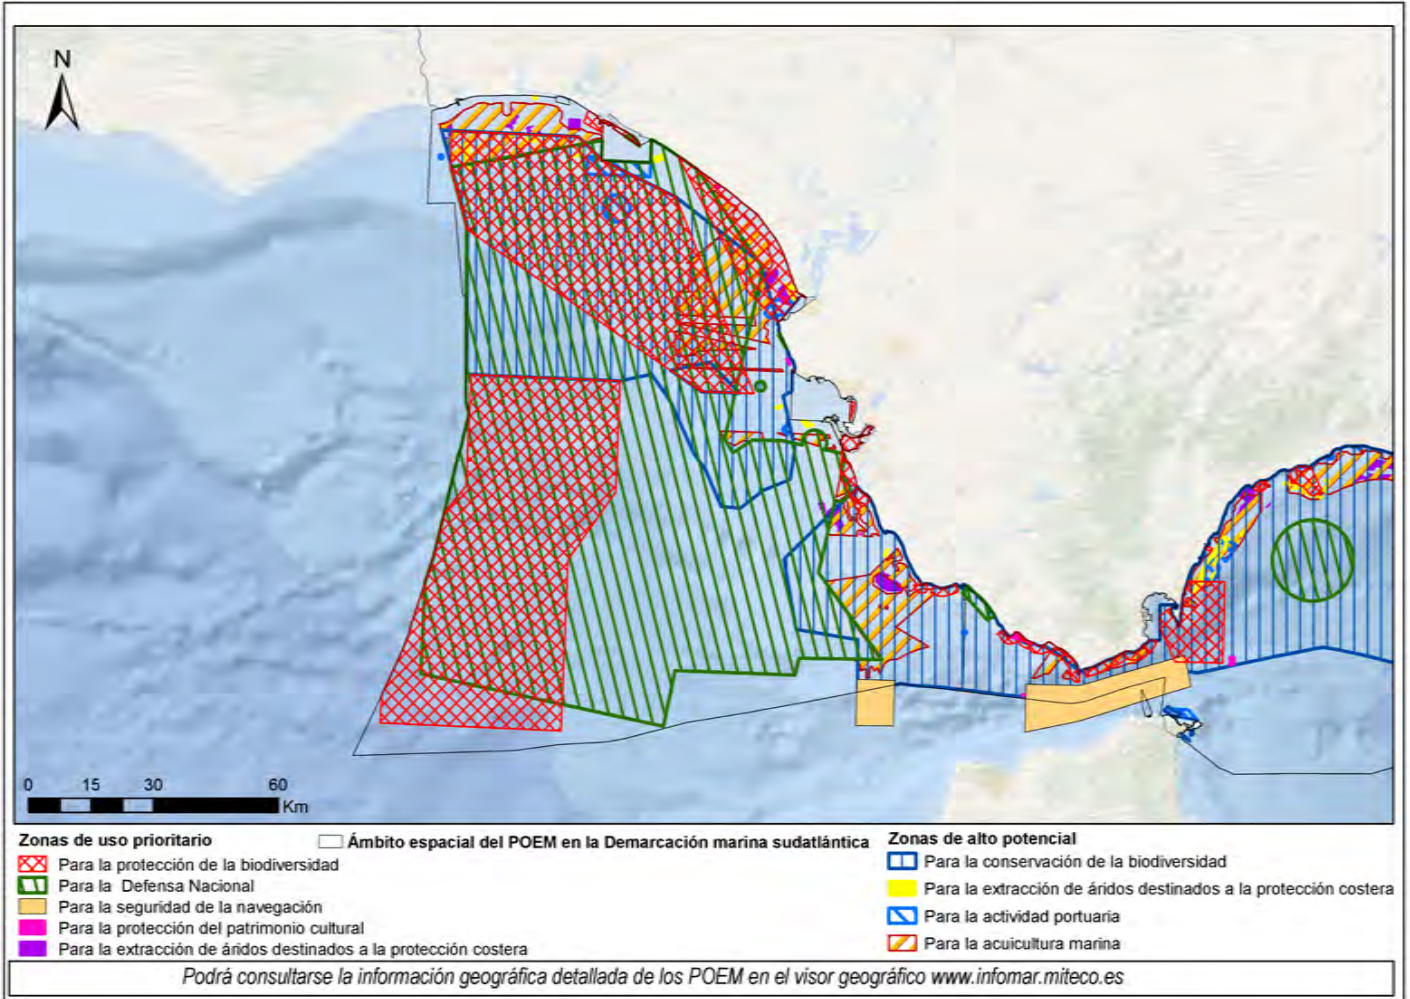 N
0 15 30 60
Km
Zonas de uso prioritario
Para la protección de la biodiversidad
Para la Defensa Nacional
Para la seguridad de la navegación
Para la protección del patrimonio cultural
Para la extracción de áridos destinados a la protección costera
Ámbito espacial del POEM en la Demarcación marina sudatlántica
Zonas de alto potencial
Para la conservación de la biodiversidad
Para la extracción de áridos destinados a la protección costera
Para la actividad portuaria
Para la acuicultura marina
Podrá consultarse la información geográfica detallada de los POEM en el visor geográfico www.infomar.miteco.es